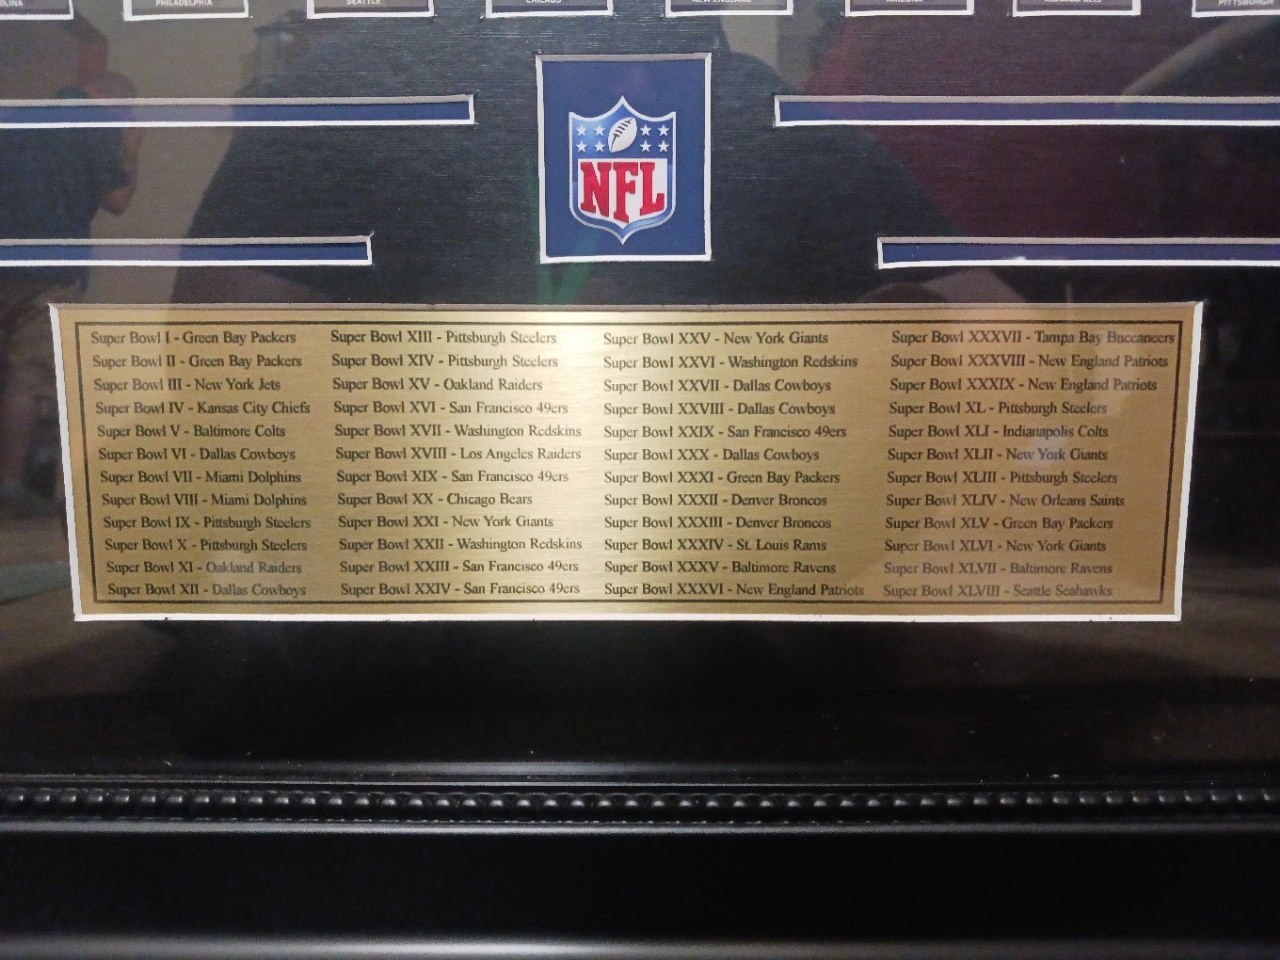 PHILADELPHIA
SEATTLE
CHICAGO
NEW ENGLAND
ARIZONA
INDIANAPOLIS
PITTSBURGH
NFL
Super Bowl I - Green Bay Packers
Super Bowl II - Green Bay Packers
Super Bowl III - New York Jets
Super Bowl IV - Kansas City Chiefs
Super Bowl V - Baltimore Colts
Super Bowl VI - Dallas Cowboys
Super Bowl VII - Miami Dolphins
Super Bowl VIII - Miami Dolphins
Super Bowl IX - Pittsburgh Steelers
Super Bowl X - Pittsburgh Steelers
Super Bowl XI - Oakland Raiders
Super Bowl XII - Dallas Cowboys
Super Bowl XIII - Pittsburgh Steelers
Super Bowl XIV - Pittsburgh Steelers
Super Bowl XV - Oakland Raiders
Super Bowl XVI - San Francisco 49ers
Super Bowl XVII - Washington Redskins
Super Bowl XVIII - Los Angeles Raiders
Super Bowl XIX - San Francisco 49ers
Super Bowl XX - Chicago Bears
Super Bowl XXI - New York Giants
Super Bowl XXII - Washington Redskins
Super Bowl XXIII - San Francisco 49ers
Super Bowl XXIV - San Francisco 49ers
Super Bowl XXV - New York Giants
Super Bowl XXVI - Washington Redskins
Super Bowl XXVII - Dallas Cowboys
Super Bowl XXVIII - Dallas Cowboys
Super Bowl XXIX - San Francisco 49ers
Super Bowl XXX - Dallas Cowboys
Super Bowl XXXI - Green Bay Packers
Super Bowl XXXII - Denver Broncos
Super Bowl XXXIII - Denver Broncos
Super Bowl XXXIV - St. Louis Rams
Super Bowl XXXV - Baltimore Ravens
Super Bowl XXXVI - New England Patriots
Super Bowl XXXVII - Tampa Bay Buccaneers
Super Bowl XXXVIII - New England Patriots
Super Bowl XXXIX - New England Patriots
Super Bowl XL - Pittsburgh Steelers
Super Bowl XLI - Indianapolis Colts
Super Bowl XLII - New York Giants
Super Bowl XLIII - Pittsburgh Steelers
Super Bowl XLIV - New Orleans Saints
Super Bowl XLV - Green Bay Packers
Super Bowl XLVI - New York Giants
Super Bowl XLVII - Baltimore Ravens
Super Bowl XLVIII - Seattle Seahawks